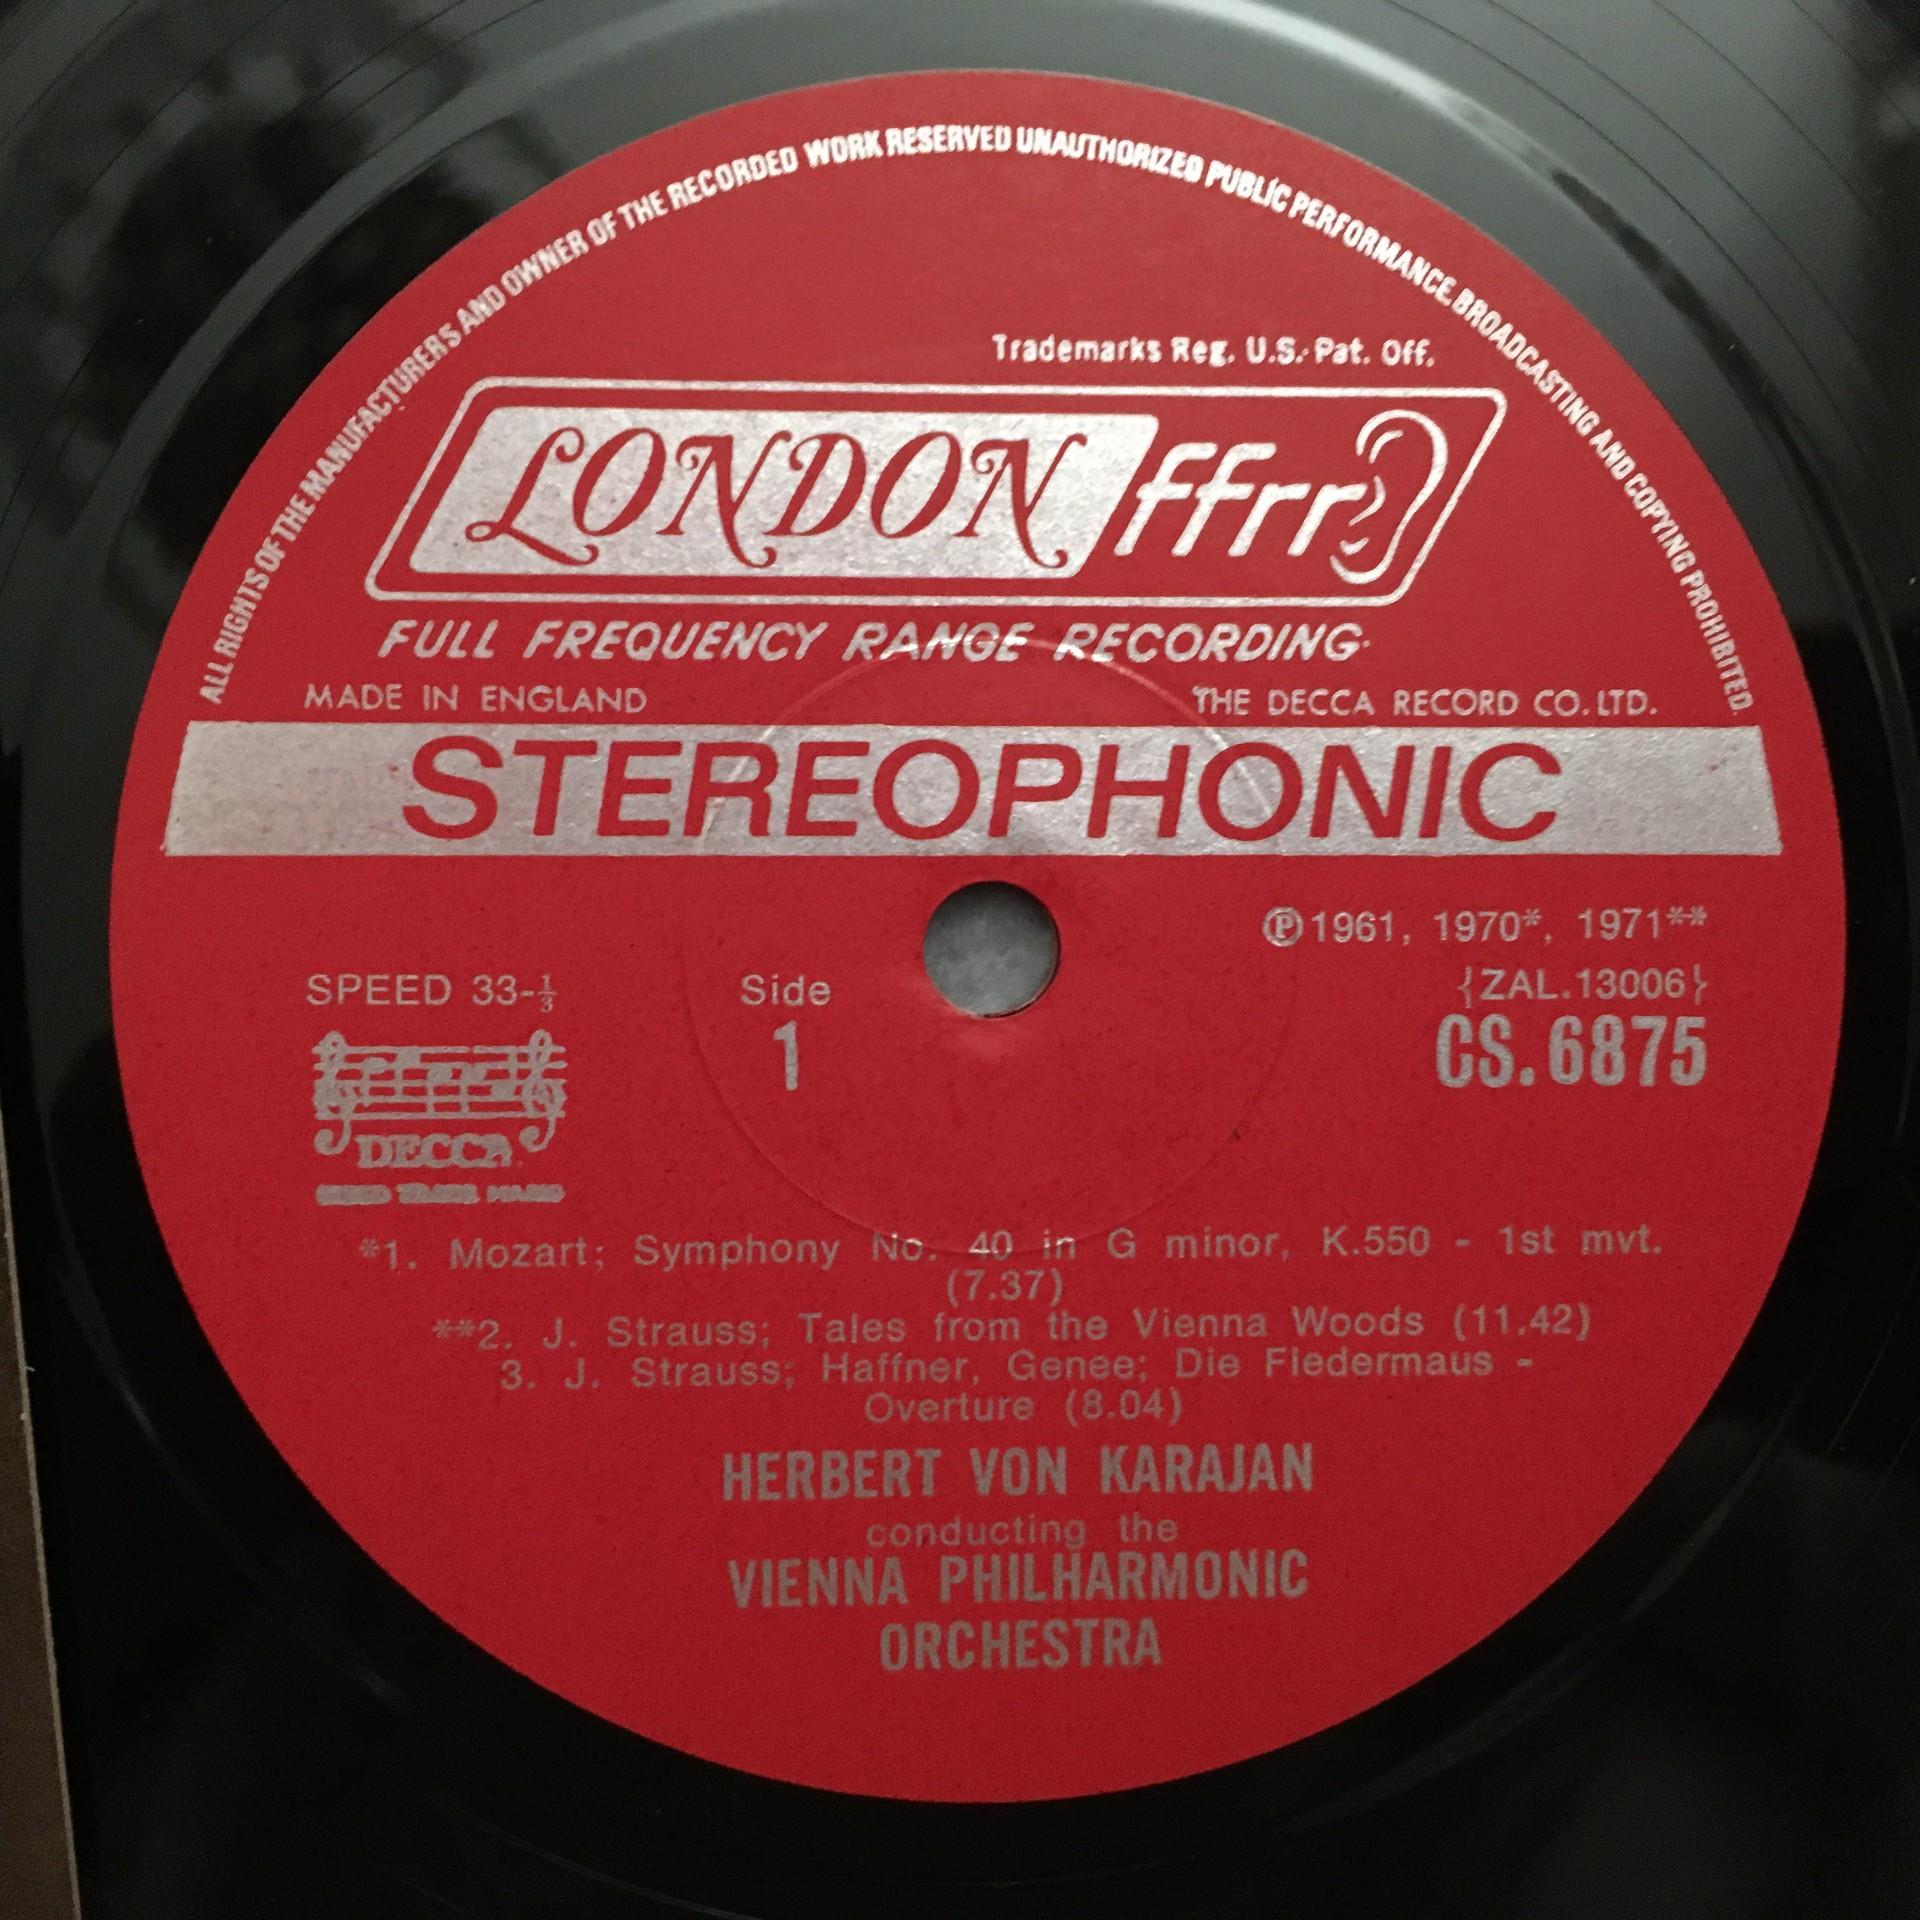 ALL RIGHTS OF THE MANUFACTURERS AND OWNER OF THE RECORDED WORK RESERVED UNAUTHORIZED PUBLIC PERFORMANCE, BROADCASTING AND COPYING PROHIBITED.
Trademarks Reg. U.S. Pat. Off.
LONDON ffrr
FULL FREQUENCY RANGE RECORDING
MADE IN ENGLAND THE DECCA RECORD CO. LTD.
STEREOPHONIC
Ⓟ1961, 1970*, 1971**
SPEED 33-⅓ Side {ZAL.13006}
1 CS.6875
DECCA
TRADE MARK
*1. Mozart; Symphony No. 40 in G minor, K.550 - 1st mvt.
(7.37)
**2. J. Strauss; Tales from the Vienna Woods (11.42)
3. J. Strauss; Haffner, Genee; Die Fledermaus -
Overture (8.04)
HERBERT VON KARAJAN
conducting the
VIENNA PHILHARMONIC
ORCHESTRA